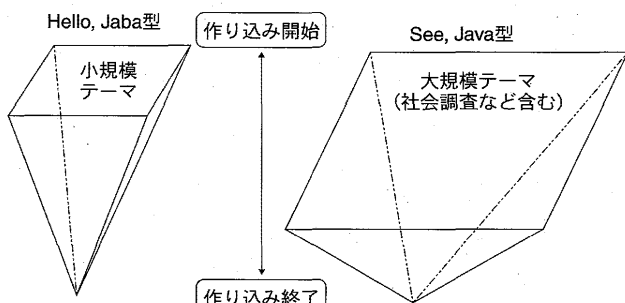 Hello, Jaba型
作り込み開始
See, Java型
小規模
テーマ
大規模テーマ
(社会調査など含む)
作り込み終了